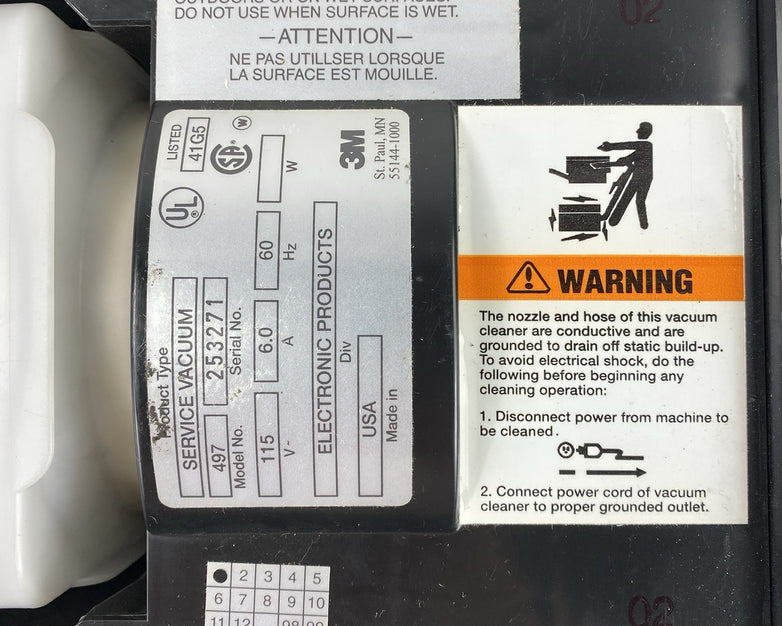 OUTDOORS OR ON WET SURFACES.
DO NOT USE WHEN SURFACE IS WET.
—ATTENTION—
NE PAS UTILLSER LORSQUE
LA SURFACE EST MOUILLE.
02
UL
LISTED
41G5
Product Type
SERVICE VACUUM
497
253271
Model No.
Serial No.
115
6.0
60
V~
A
Hz
W
ELECTRONIC PRODUCTS
Div
USA
Made in
3M
St. Paul, MN
55144-1000
WARNING
The nozzle and hose of this vacuum
cleaner are conductive and are
grounded to drain off static build-up.
To avoid electrical shock, do the
following before beginning any
cleaning operation:
1. Disconnect power from machine to
be cleaned.
2. Connect power cord of vacuum
cleaner to proper grounded outlet.
2 3 4 5
6 7 8 9 10
11 12
02